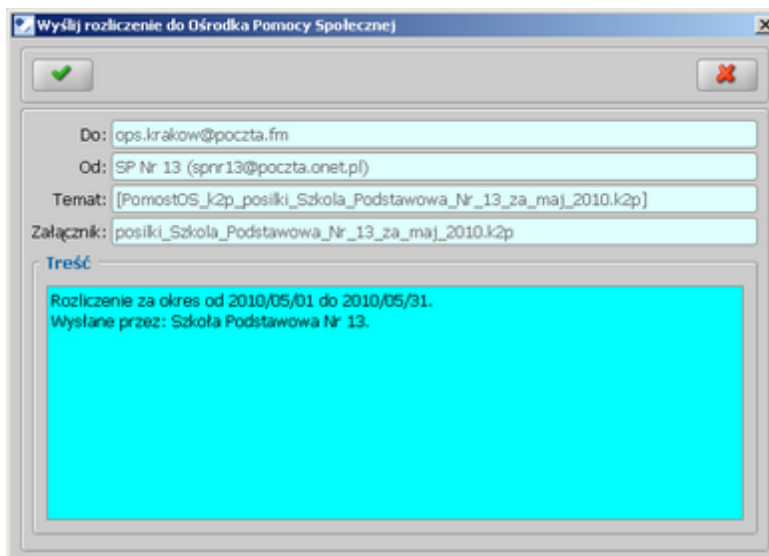 Wyślij rozliczenie do Ośrodka Pomocy Społecznej
Do: ops.krakow@poczta.fm
Od: SP Nr 13 (spnr13@poczta.onet.pl)
Temat: [PomostOS_k2p_posilki_Szkola_Podstawowa_Nr_13_za_maj_2010.k2p]
Załącznik: posilki_Szkola_Podstawowa_Nr_13_za_maj_2010.k2p
Treść
Rozliczenie za okres od 2010/05/01 do 2010/05/31.
Wysłane przez: Szkoła Podstawowa Nr 13.